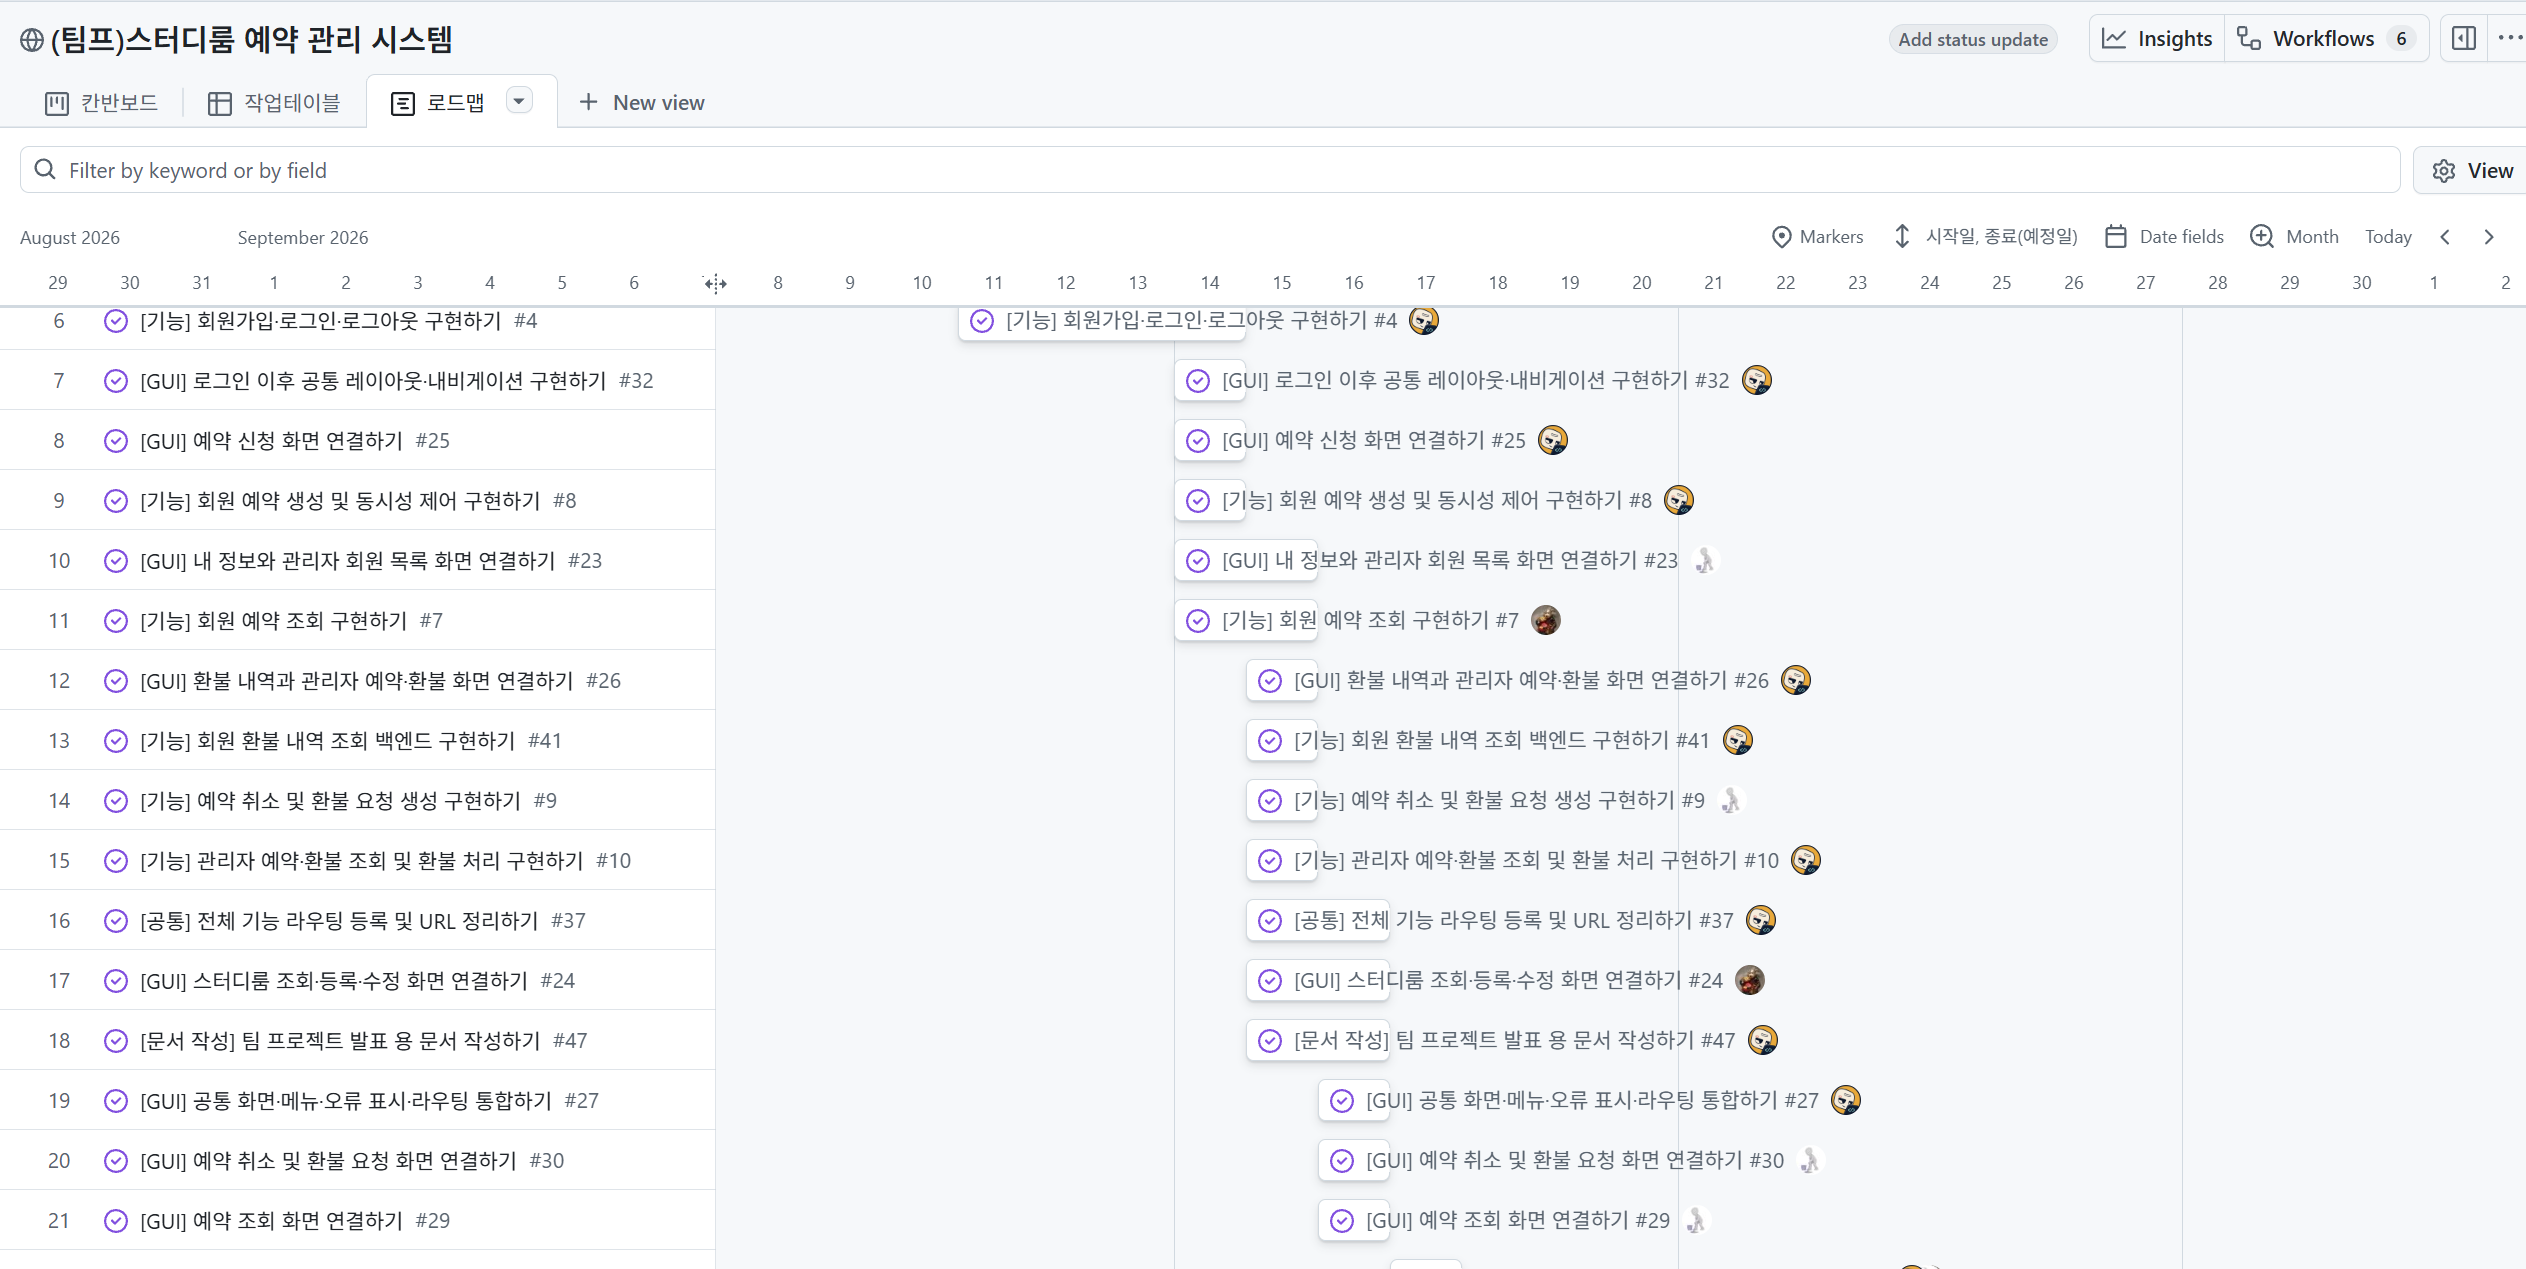 (팀프)스터디룸 예약 관리 시스템
Add status update
Insights
Workflows 6
칸반보드
작업테이블
로드맵
New view
Filter by keyword or by field
View
August 2026
September 2026
Markers
시작일, 종료(예정일)
Date fields
Month
Today
29 30 31 1 2 3 4 5 6 8 9 10 11 12 13 14 15 16 17 18 19 20 21 22 23 24 25 26 27 28 29 30 1 2
6 [기능] 회원가입·로그인·로그아웃 구현하기 #4
[기능] 회원가입·로그인·로그아웃 구현하기 #4
7 [GUI] 로그인 이후 공통 레이아웃·내비게이션 구현하기 #32
[GUI] 로그인 이후 공통 레이아웃·내비게이션 구현하기 #32
8 [GUI] 예약 신청 화면 연결하기 #25
[GUI] 예약 신청 화면 연결하기 #25
9 [기능] 회원 예약 생성 및 동시성 제어 구현하기 #8
[기능] 회원 예약 생성 및 동시성 제어 구현하기 #8
10 [GUI] 내 정보와 관리자 회원 목록 화면 연결하기 #23
[GUI] 내 정보와 관리자 회원 목록 화면 연결하기 #23
11 [기능] 회원 예약 조회 구현하기 #7
[기능] 회원 예약 조회 구현하기 #7
12 [GUI] 환불 내역과 관리자 예약·환불 화면 연결하기 #26
[GUI] 환불 내역과 관리자 예약·환불 화면 연결하기 #26
13 [기능] 회원 환불 내역 조회 백엔드 구현하기 #41
[기능] 회원 환불 내역 조회 백엔드 구현하기 #41
14 [기능] 예약 취소 및 환불 요청 생성 구현하기 #9
[기능] 예약 취소 및 환불 요청 생성 구현하기 #9
15 [기능] 관리자 예약·환불 조회 및 환불 처리 구현하기 #10
[기능] 관리자 예약·환불 조회 및 환불 처리 구현하기 #10
16 [공통] 전체 기능 라우팅 등록 및 URL 정리하기 #37
[공통] 전체 기능 라우팅 등록 및 URL 정리하기 #37
17 [GUI] 스터디룸 조회·등록·수정 화면 연결하기 #24
[GUI] 스터디룸 조회·등록·수정 화면 연결하기 #24
18 [문서 작성] 팀 프로젝트 발표 용 문서 작성하기 #47
[문서 작성] 팀 프로젝트 발표 용 문서 작성하기 #47
19 [GUI] 공통 화면·메뉴·오류 표시·라우팅 통합하기 #27
[GUI] 공통 화면·메뉴·오류 표시·라우팅 통합하기 #27
20 [GUI] 예약 취소 및 환불 요청 화면 연결하기 #30
[GUI] 예약 취소 및 환불 요청 화면 연결하기 #30
21 [GUI] 예약 조회 화면 연결하기 #29
[GUI] 예약 조회 화면 연결하기 #29